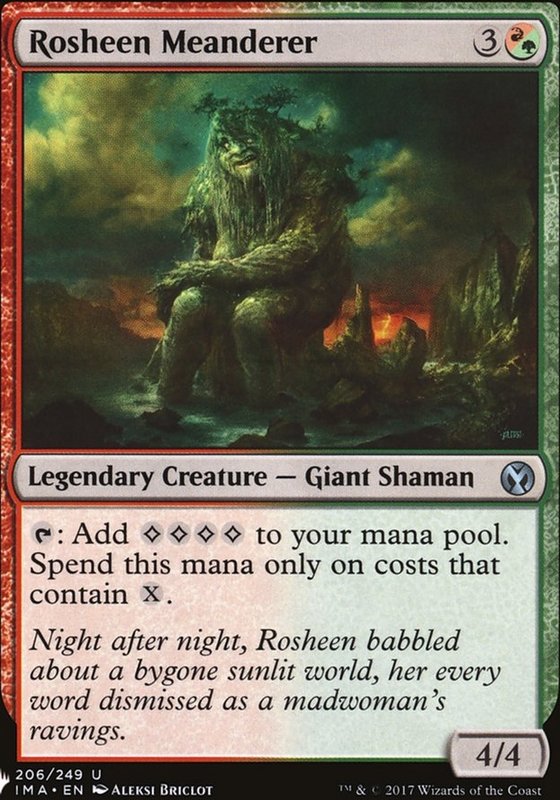 Rosheen Meanderer 3
Legendary Creature — Giant Shaman
: Add to your mana pool.
Spend this mana only on costs that
contain X.
Night after night, Rosheen babbled
about a bygone sunlit world, her every
word dismissed as a madwoman's
ravings.
4/4
206/249 U
IMA • EN Aleksi Briclot
™ & © 2017 Wizards of the Coast